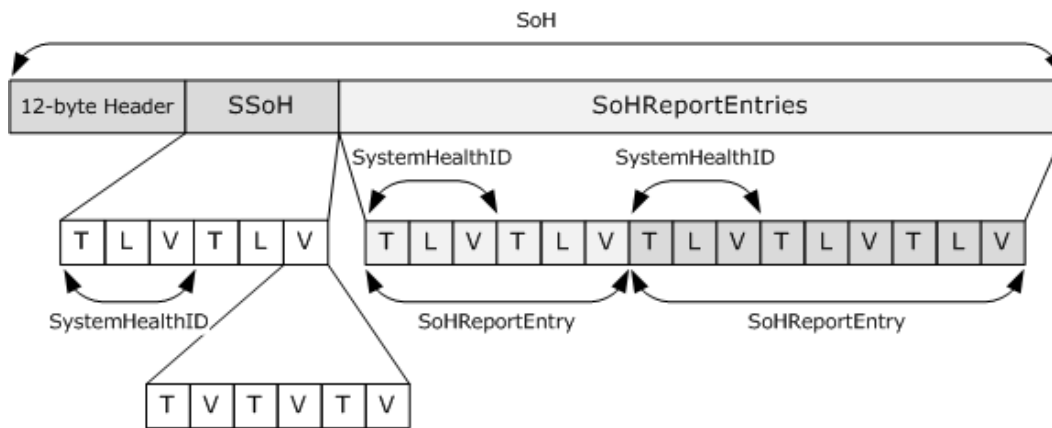 SoH
12-byte Header SSoH SoHReportEntries
SystemHealthID SystemHealthID
T L V T L V T L V T L V T L V T L V T L V
SystemHealthID SoHReportEntry SoHReportEntry
T V T V T V